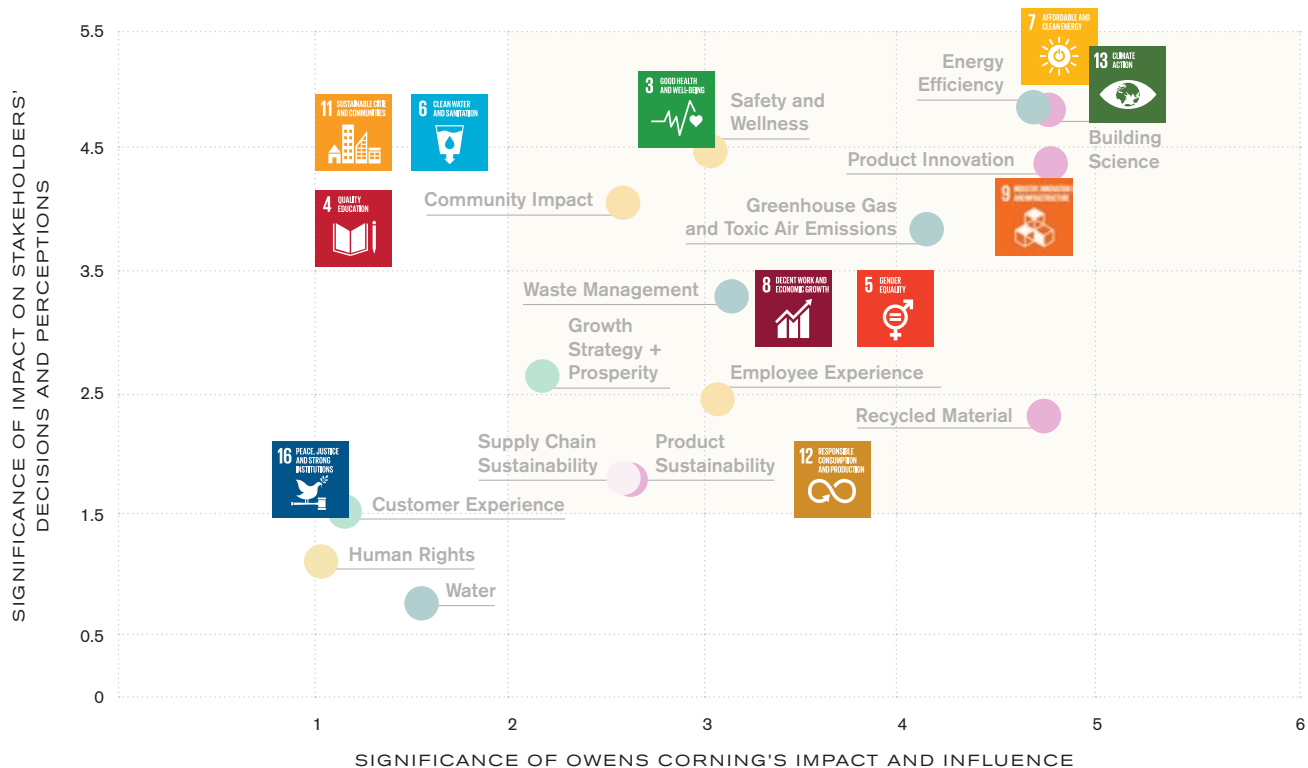 SIGNIFICANCE OF IMPACT ON STAKEHOLDERS'
DECISIONS AND PERCEPTIONS
5.5
4.5
3.5
2.5
1.5
0.5
0
7 AFFORDABLE AND
CLEAN ENERGY
13 CLIMATE
ACTION
Energy
Efficiency
Building
Science
3 GOOD HEALTH
AND WELL-BEING
Safety and
Wellness
11 SUSTAINABLE CITIE
AND COMMUNITIES
6 CLEAN WATER
AND SANITATION
Product Innovation
4 QUALITY
EDUCATION
Community Impact
9 INDUSTRY, INNOVATION
AND INFRASTRUCTURE
Greenhouse Gas
and Toxic Air Emissions
Waste Management
8 DECENT WORK AND
ECONOMIC GROWTH
5 GENDER
EQUALITY
Growth
Strategy +
Prosperity
Employee Experience
Recycled Material
Supply Chain
Sustainability
Product
Sustainability
12 RESPONSIBLE
CONSUMPTION
AND PRODUCTION
16 PEACE, JUSTICE
AND STRONG
INSTITUTIONS
Customer Experience
Human Rights
Water
1
2
3
4
5
6
SIGNIFICANCE OF OWENS CORNING'S IMPACT AND INFLUENCE